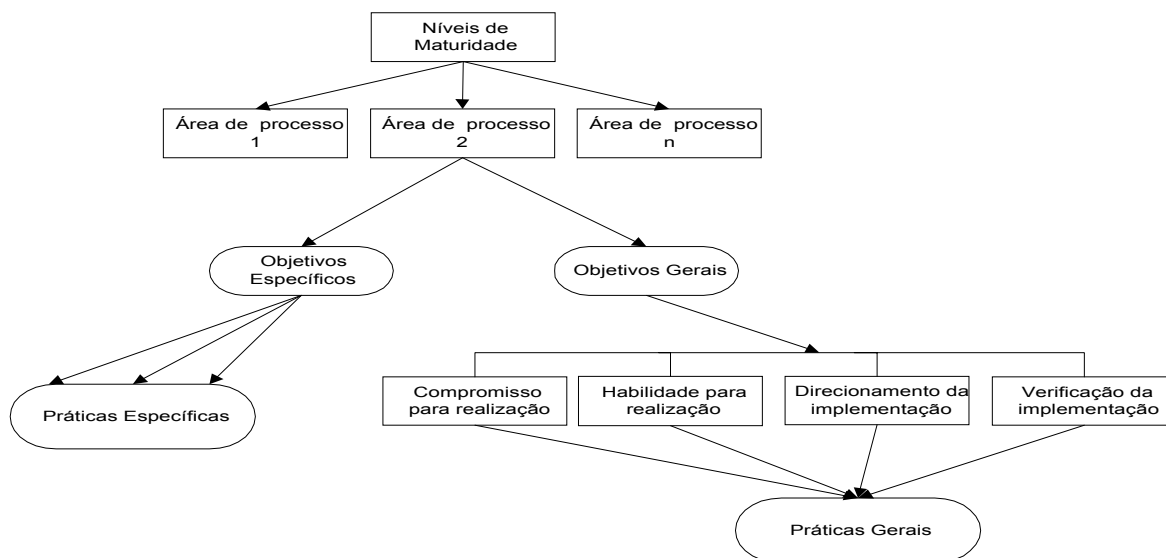 Níveis de
Maturidade
Área de processo
1
Área de processo
2
Área de processo
n
Objetivos
Específicos
Objetivos Gerais
Compromisso
para realização
Habilidade para
realização
Direcionamento da
implementação
Verificação da
implementação
Práticas Específicas
Práticas Gerais